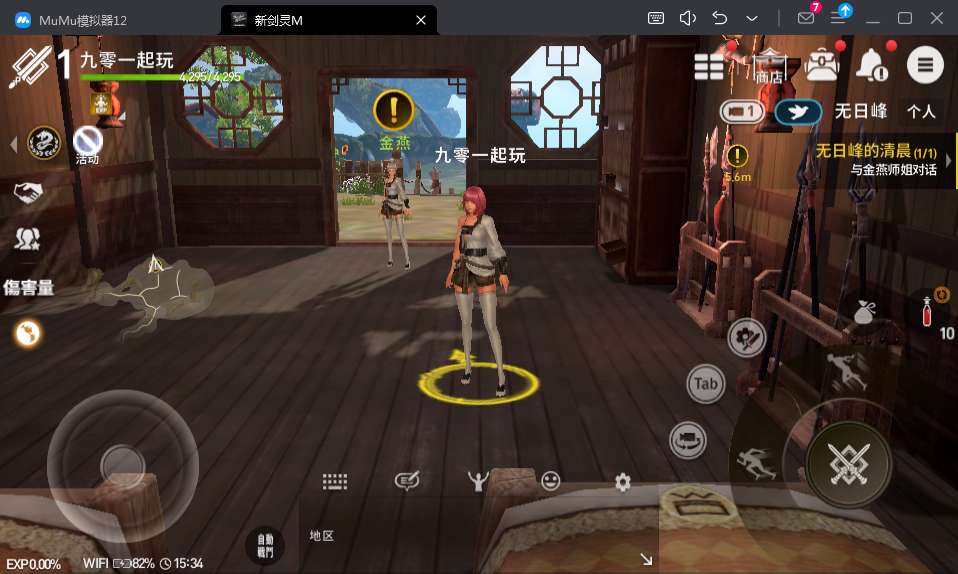 MuMu模拟器12
新剑灵M
7
1
九零一起玩
4,295/4,295
商店
EXP
活动
金燕
九零一起玩
1
无日峰
个人
无日峰的清晨(1/1)
与金燕师姐对话
5.6m
傷害量
10
Tab
自動
戰鬥
地区
EXP0,00%
WIFI
82%
15:34